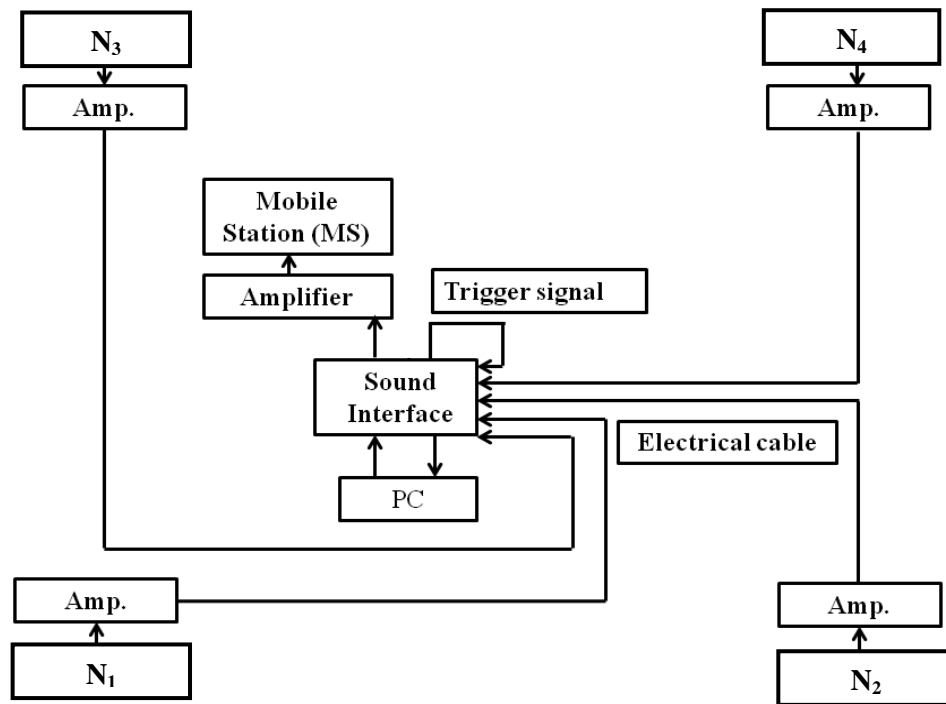 N₃
N₄
Amp.
Amp.
Mobile
Station (MS)
Amplifier
Trigger signal
Sound
Interface
Electrical cable
PC
Amp.
Amp.
N₁
N₂